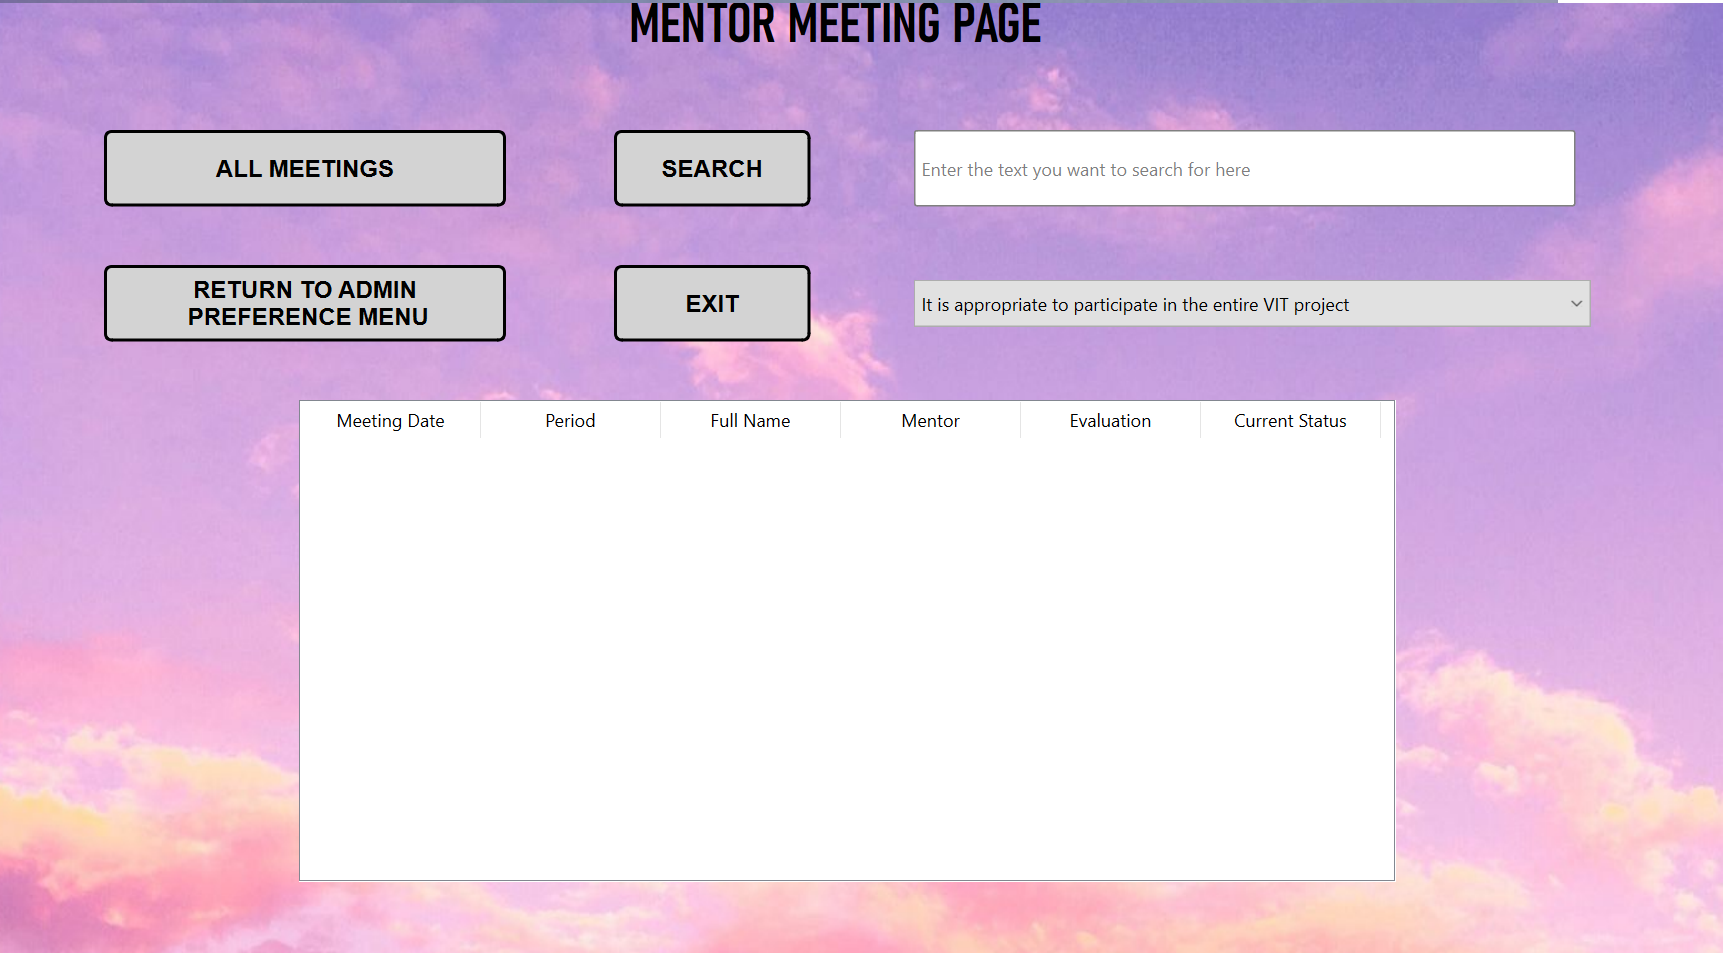 MENTOR MEETING PAGE
ALL MEETINGS
SEARCH
Enter the text you want to search for here
RETURN TO ADMIN
PREFERENCE MENU
EXIT
It is appropriate to participate in the entire VIT project
Meeting Date Period Full Name Mentor Evaluation Current Status